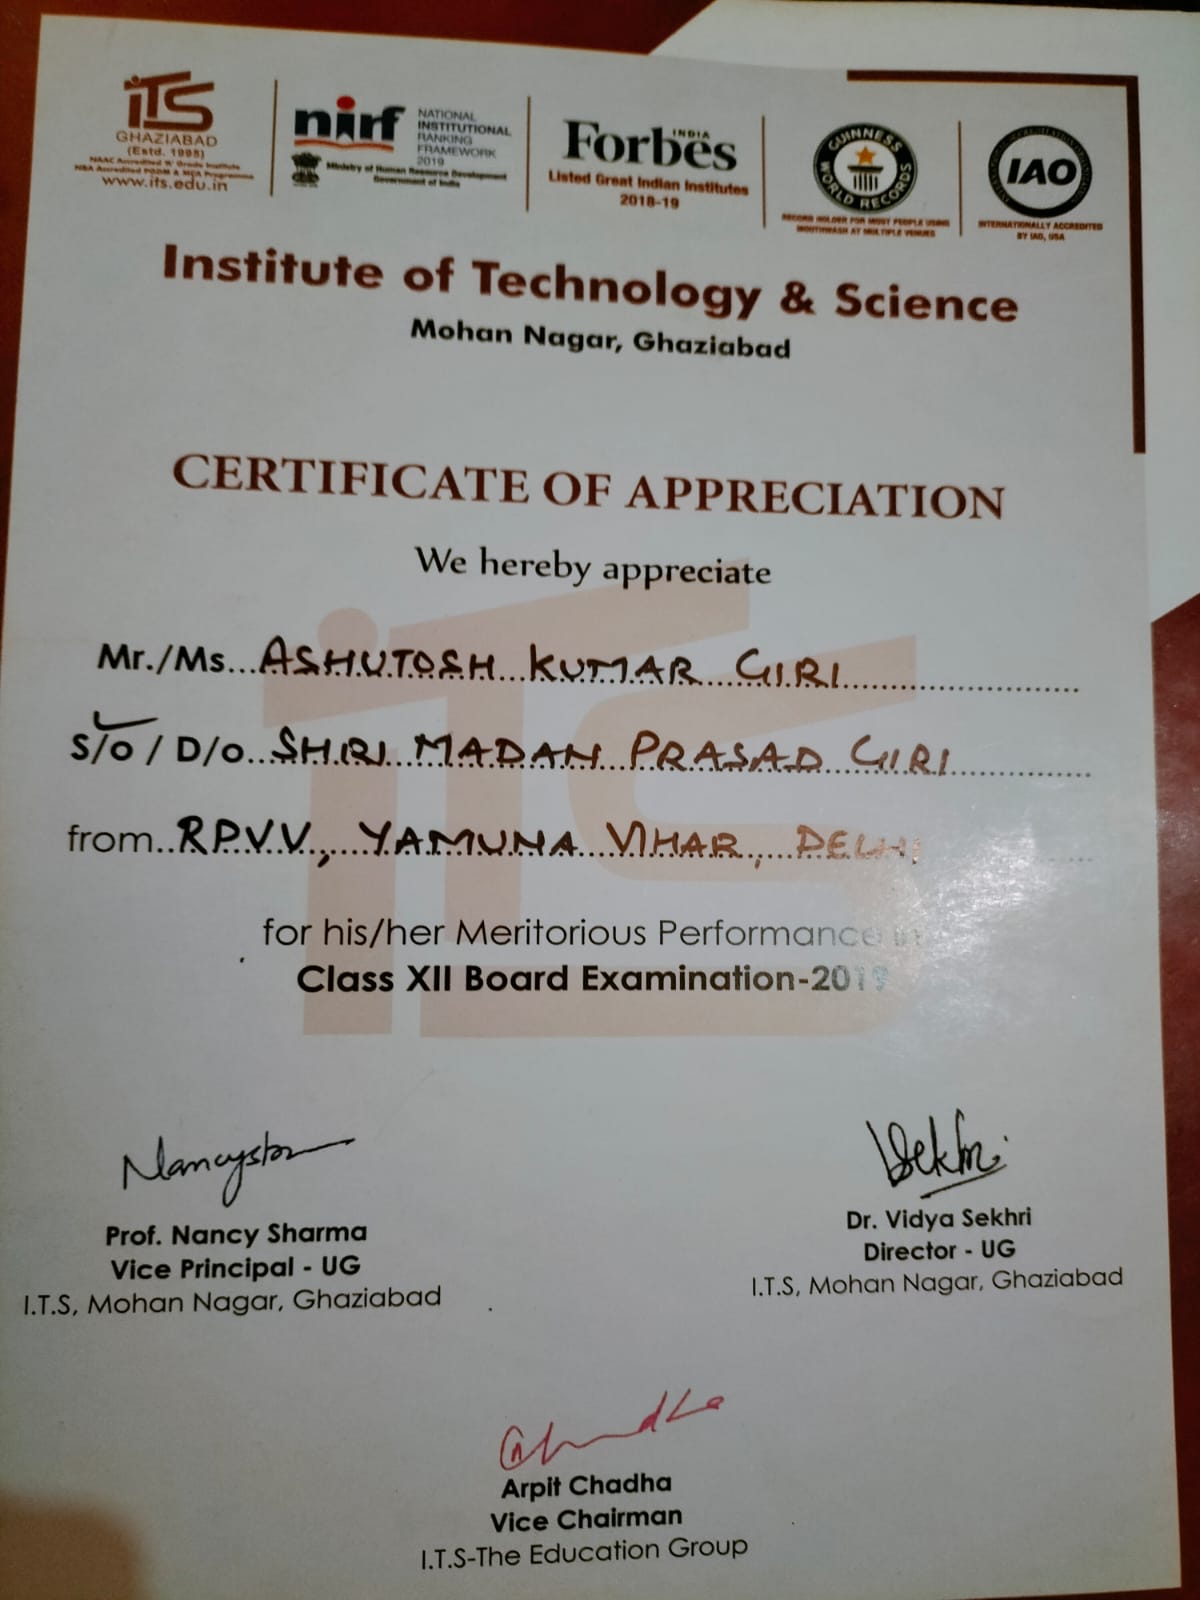 iTS
GHAZIABAD
(Estd. 1995)
NAAC Accredited 'A' Grade Institute
NBA Accredited PGDM & MCA Programme
www.its.edu.in
nirf
NATIONAL
INSTITUTIONAL
RANKING
FRAMEWORK
2019
Ministry of Human Resource Development
Government of India
Forbes
INDIA
Listed Great Indian Institutes
2018-19
GUINNESS
WORLD RECORDS
RECORD HOLDER FOR MOST PEOPLE USING
MOUTHWASH AT MULTIPLE VENUES
IAO
INTERNATIONALLY ACCREDITED
BY IAO, USA
Institute of Technology & Science
Mohan Nagar, Ghaziabad
CERTIFICATE OF APPRECIATION
We hereby appreciate
Mr./Ms...ASHUTOSH KUMAR GIRI
S/o / D/o...SHRI MADAN PRASAD GIRI
from..RPVV, YAMUNA VIHAR, DELHI
for his/her Meritorious Performance in
Class XII Board Examination-2019
Prof. Nancy Sharma
Vice Principal - UG
I.T.S, Mohan Nagar, Ghaziabad
Dr. Vidya Sekhri
Director - UG
I.T.S, Mohan Nagar, Ghaziabad
Arpit Chadha
Vice Chairman
I.T.S-The Education Group